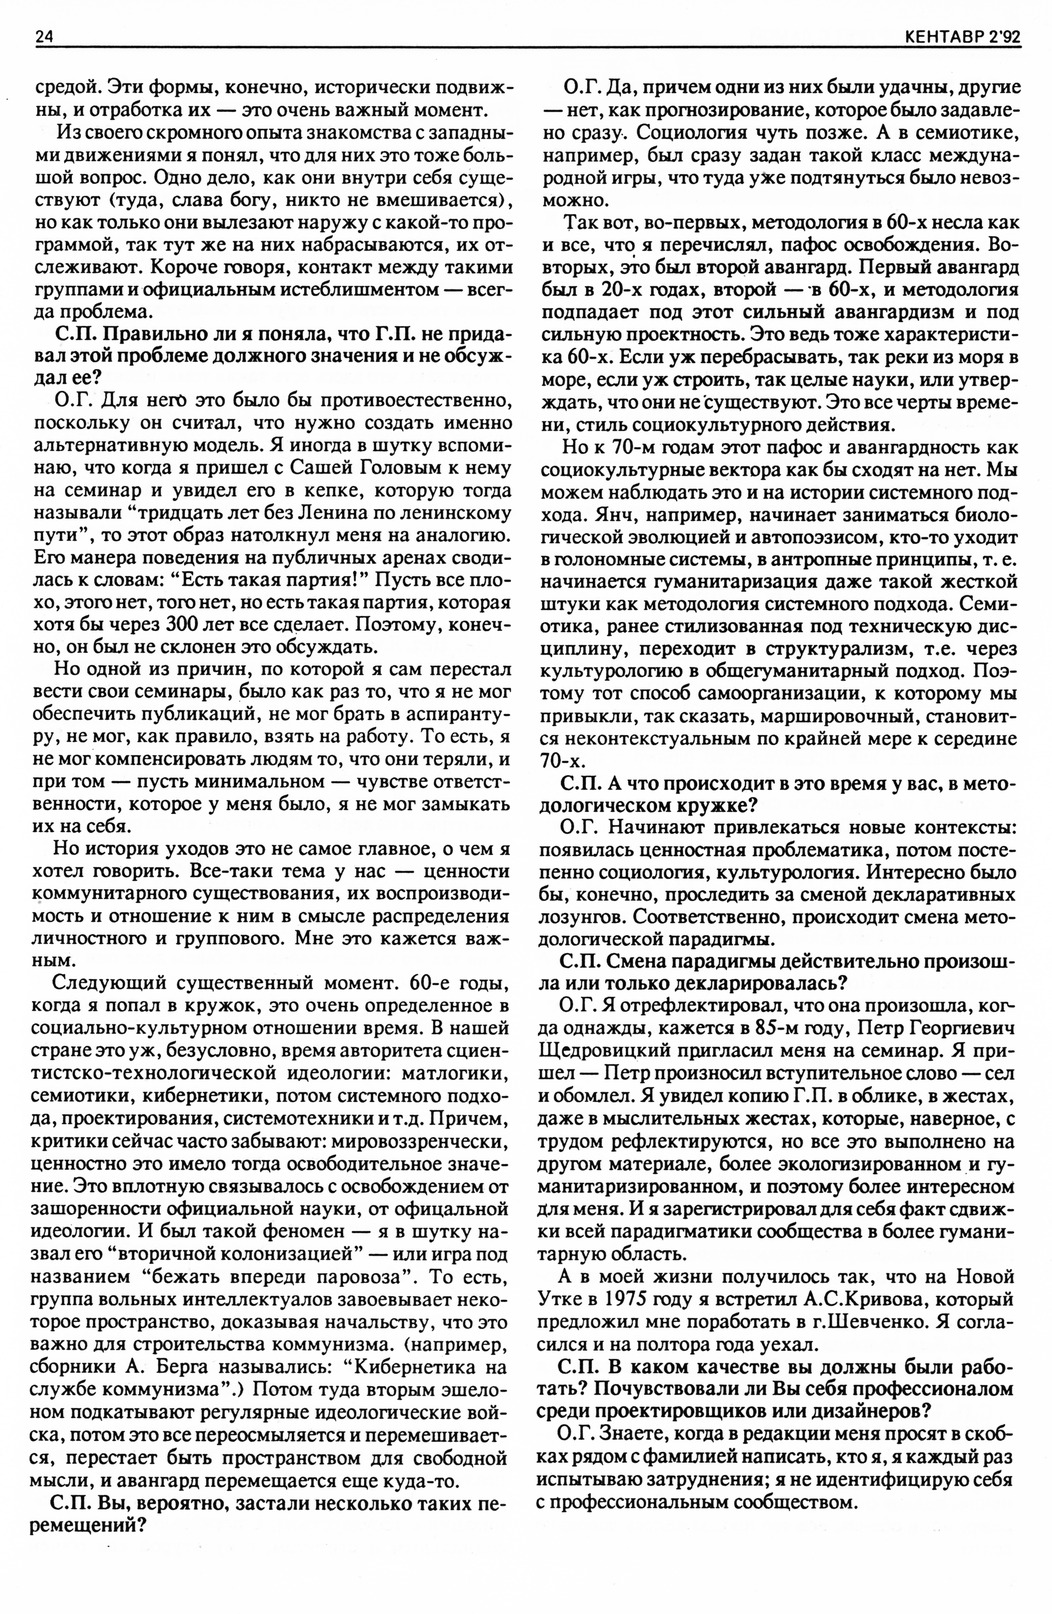 24
КЕНТАВР 2'92
средой. Эти формы, конечно, исторически подвиж-
ны, и отработка их — это очень важный момент.
Из своего скромного опыта знакомства с западны-
ми движениями я понял, что для них это тоже боль-
шой вопрос. Одно дело, как они внутри себя суще-
ствуют (туда, слава богу, никто не вмешивается),
но как только они вылезают наружу с какой-то про-
граммой, так тут же на них набрасываются, их от-
слеживают. Короче говоря, контакт между такими
группами и официальным истеблишментом — всег-
да проблема.
С.П. Правильно ли я поняла, что Г.П. не прида-
вал этой проблеме должного значения и не обсуж-
дал ее?
О.Г. Для него это было бы противоестественно,
поскольку он считал, что нужно создать именно
альтернативную модель. Я иногда в шутку вспоми-
наю, что когда я пришел с Сашей Головым к нему
на семинар и увидел его в кепке, которую тогда
называли “тридцать лет без Ленина по ленинскому
пути”, то этот образ натолкнул меня на аналогию.
Его манера поведения на публичных аренах своди-
лась к словам: “Есть такая партия!” Пусть все пло-
хо, этого нет, того нет, но есть такая партия, которая
хотя бы через 300 лет все сделает. Поэтому, конеч-
но, он был не склонен это обсуждать.
Но одной из причин, по которой я сам перестал
вести свои семинары, было как раз то, что я не мог
обеспечить публикаций, не мог брать в аспиранту-
ру, не мог, как правило, взять на работу. То есть, я
не мог компенсировать людям то, что они теряли, и
при том — пусть минимальном — чувстве ответст-
венности, которое у меня было, я не мог замыкать
их на себя.
Но история уходов это не самое главное, о чем я
хотел говорить. Все-таки тема у нас — ценности
коммунитарного существования, их воспроизводи-
мость и отношение к ним в смысле распределения
личностного и группового. Мне это кажется важ-
ным.
Следующий существенный момент. 60-е годы,
когда я попал в кружок, это очень определенное в
социально-культурном отношении время. В нашей
стране это уж, безусловно, время авторитета сциен-
тистско-технологической идеологии: матлогики,
семиотики, кибернетики, потом системного подхо-
да, проектирования, системотехники и т.д. Причем,
критики сейчас часто забывают: мировоззренчески,
ценностно это имело тогда освободительное значе-
ние. Это вплотную связывалось с освобождением от
зашоренности официальной науки, от офицальной
идеологии. И был такой феномен — я в шутку на-
звал его “вторичной колонизацией” — или игра под
названием “бежать впереди паровоза”. То есть,
группа вольных интеллектуалов завоевывает неко-
торое пространство, доказывая начальству, что это
важно для строительства коммунизма. (например,
сборники А. Берга назывались: “Кибернетика на
службе коммунизма”.) Потом туда вторым эшело-
ном подкатывают регулярные идеологические вой-
ска, потом это все переосмыляется и перемешивает-
ся, перестает быть пространством для свободной
мысли, и авангард перемещается еще куда-то.
С.П. Вы, вероятно, застали несколько таких пе-
ремещений?
О.Г. Да, причем одни из них были удачны, другие
— нет, как прогнозирование, которое было задавле-
но сразу. Социология чуть позже. А в семиотике,
например, был сразу задан такой класс междуна-
родной игры, что туда уже подтянуться было невоз-
можно.
Так вот, во-первых, методология в 60-х несла как
и все, что я перечислял, пафос освобождения. Во-
вторых, это был второй авангард. Первый авангард
был в 20-х годах, второй — в 60-х, и методология
подпадает под этот сильный авангардизм и под
сильную проектность. Это ведь тоже характеристи-
ка 60-х. Если уж перебрасывать, так реки из моря в
море, если уж строить, так целые науки, или утвер-
ждать, что они не существуют. Это все черты време-
ни, стиль социокультурного действия.
Но к 70-м годам этот пафос и авангардность как
социокультурные вектора как бы сходят на нет. Мы
можем наблюдать это и на истории системного под-
хода. Янч, например, начинает заниматься биоло-
гической эволюцией и автопоэзисом, кто-то уходит
в голономные системы, в антропные принципы, т. е.
начинается гуманитаризация даже такой жесткой
штуки как методология системного подхода. Семи-
отика, ранее стилизованная под техническую дис-
циплину, переходит в структурализм, т.е. через
культурологию в общегуманитарный подход. Поэ-
тому тот способ самоорганизации, к которому мы
привыкли, так сказать, маршировочный, становит-
ся неконтекстуальным по крайней мере к середине
70-х.
С.П. А что происходит в это время у вас, в мето-
дологическом кружке?
О.Г. Начинают привлекаться новые контексты:
появилась ценностная проблематика, потом посте-
пенно социология, культурология. Интересно было
бы, конечно, проследить за сменой декларативных
лозунгов. Соответственно, происходит смена мето-
дологической парадигмы.
С.П. Смена парадигмы действительно произош-
ла или только декларировалась?
О.Г. Я отрефлектировал, что она произошла, ког-
да однажды, кажется в 85-м году, Петр Георгиевич
Щедровицкий пригласил меня на семинар. Я при-
шел — Петр произносил вступительное слово — сел
и обомлел. Я увидел копию Г.П. в облике, в жестах,
даже в мыслительных жестах, которые, наверное, с
трудом рефлектируются, но все это выполнено на
другом материале, более экологизированном и гу-
манитаризированном, и поэтому более интересном
для меня. И я зарегистрировал для себя факт сдвиж-
ки всей парадигматики сообщества в более гумани-
тарную область.
А в моей жизни получилось так, что на Новой
Утке в 1975 году я встретил А.С.Кривова, который
предложил мне поработать в г.Шевченко. Я согла-
сился и на полтора года уехал.
С.П. В каком качестве вы должны были рабо-
тать? Почувствовали ли Вы себя профессионалом
среди проектировщиков или дизайнеров?
О.Г. Знаете, когда в редакции меня просят в скоб-
ках рядом с фамилией написать, кто я, я каждый раз
испытываю затруднения; я не идентифицирую себя
с профессиональным сообществом.